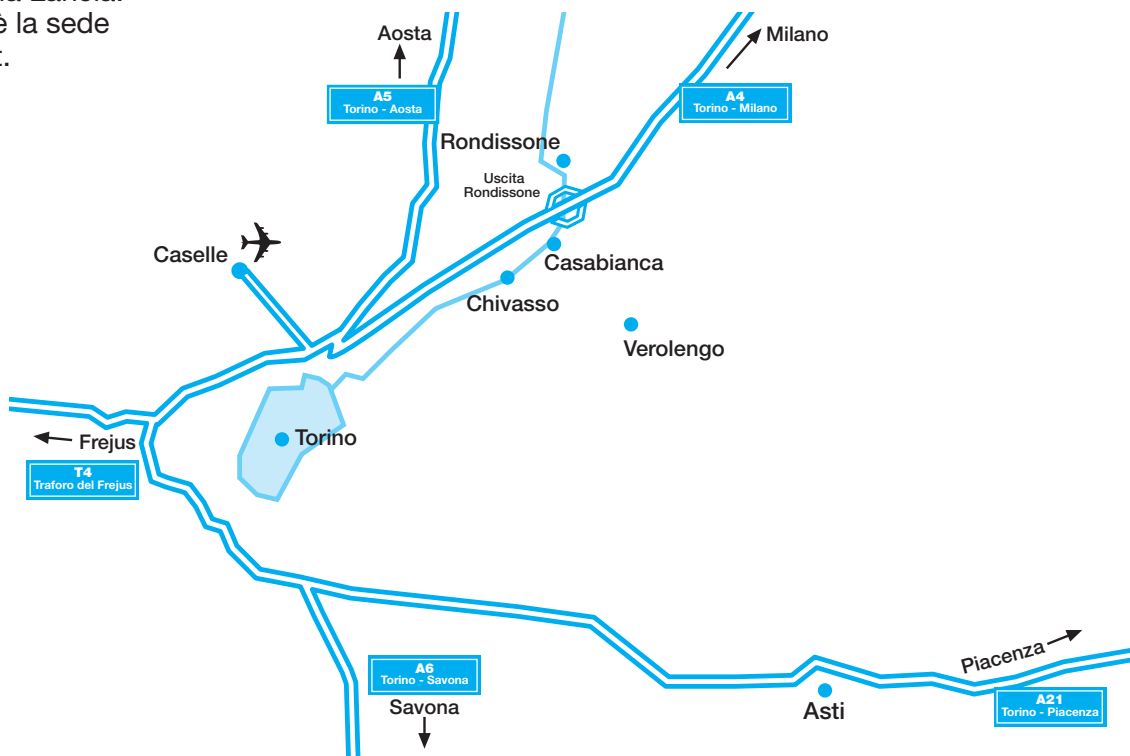 è la sede
Aosta
Milano
A5
Torino - Aosta
A4
Torino - Milano
Rondissone
Uscita
Rondissone
Caselle
Casabianca
Chivasso
Verolengo
Torino
Frejus
T4
Traforo del Frejus
Piacenza
A6
Torino - Savona
Savona
Asti
A21
Torino - Piacenza